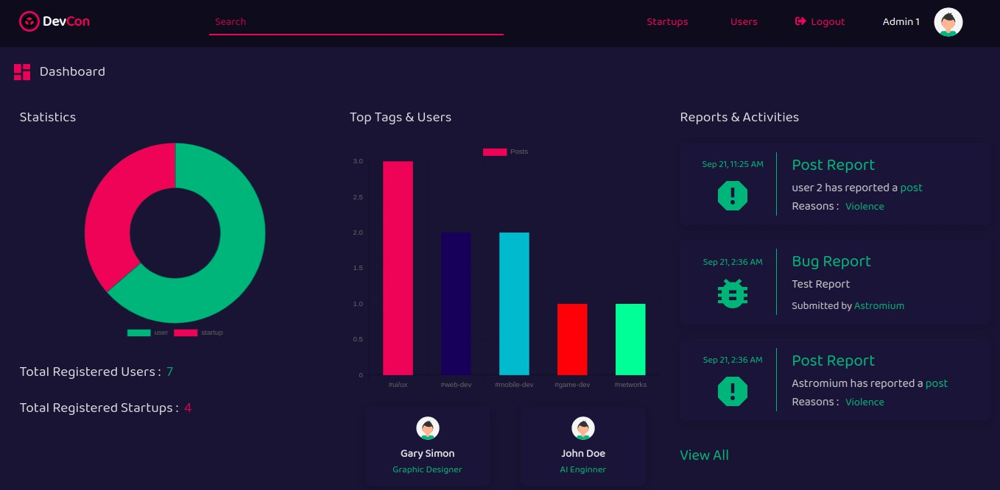 DevCon
Search
Startups
Users
Logout
Admin 1
Dashboard
Statistics
user
startup
Total Registered Users : 7
Total Registered Startups : 4
Top Tags & Users
Posts
3.0
2.5
2.0
1.5
1.0
0.5
0
#ui/ux
#web-dev
#mobile-dev
#game-dev
#networks
Gary Simon
Graphic Designer
John Doe
AI Enginner
Reports & Activities
Sep 21, 11:25 AM
Post Report
user 2 has reported a post
Reasons : Violence
Sep 21, 2:36 AM
Bug Report
Test Report
Submitted by Astromium
Sep 21, 2:36 AM
Post Report
Astromium has reported a post
Reasons : Violence
View All